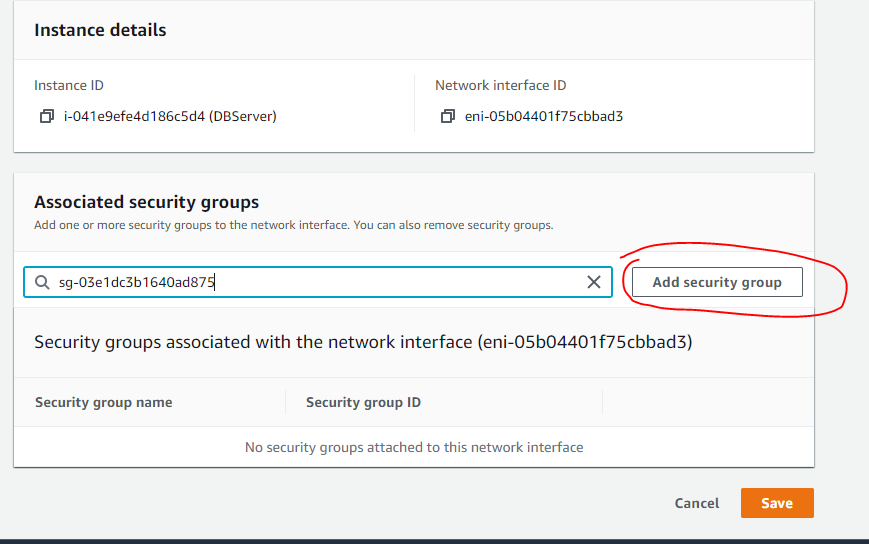 Instance details
Instance ID
Network interface ID
i-041e9efe4d186c5d4 (DBServer)
eni-05b04401f75cbbad3
Associated security groups
Add one or more security groups to the network interface. You can also remove security groups.
sg-03e1dc3b1640ad875
Add security group
Security groups associated with the network interface (eni-05b04401f75cbbad3)
Security group name
Security group ID
No security groups attached to this network interface
Cancel
Save